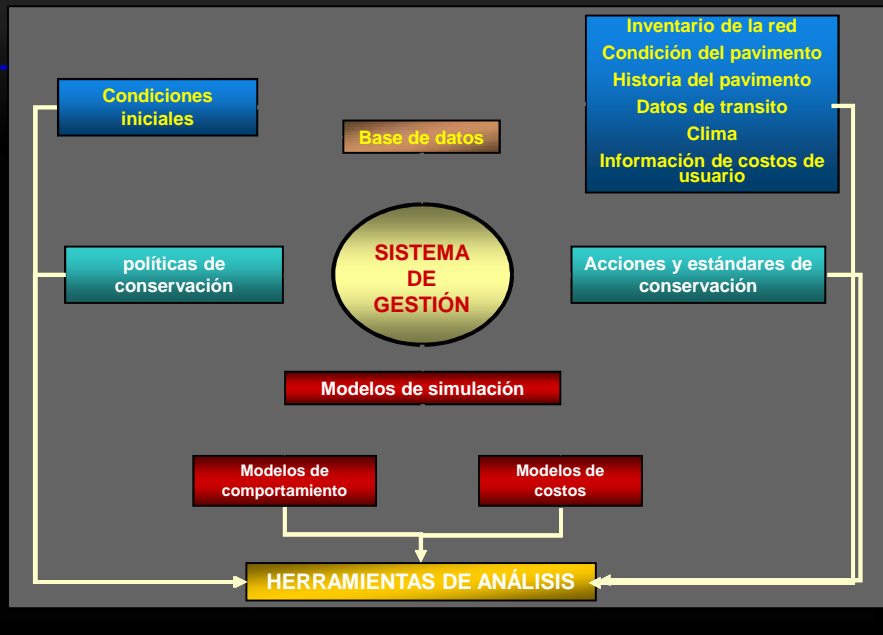 Inventario de la red
Condición del pavimento
Historia del pavimento
Datos de transito
Clima
Información de costos de
usuario
Condiciones
iniciales
Base de datos
SISTEMA
DE
GESTIÓN
políticas de
conservación
Acciones y estándares de
conservación
Modelos de simulación
Modelos de
comportamiento
Modelos de
costos
HERRAMIENTAS DE ANÁLISIS